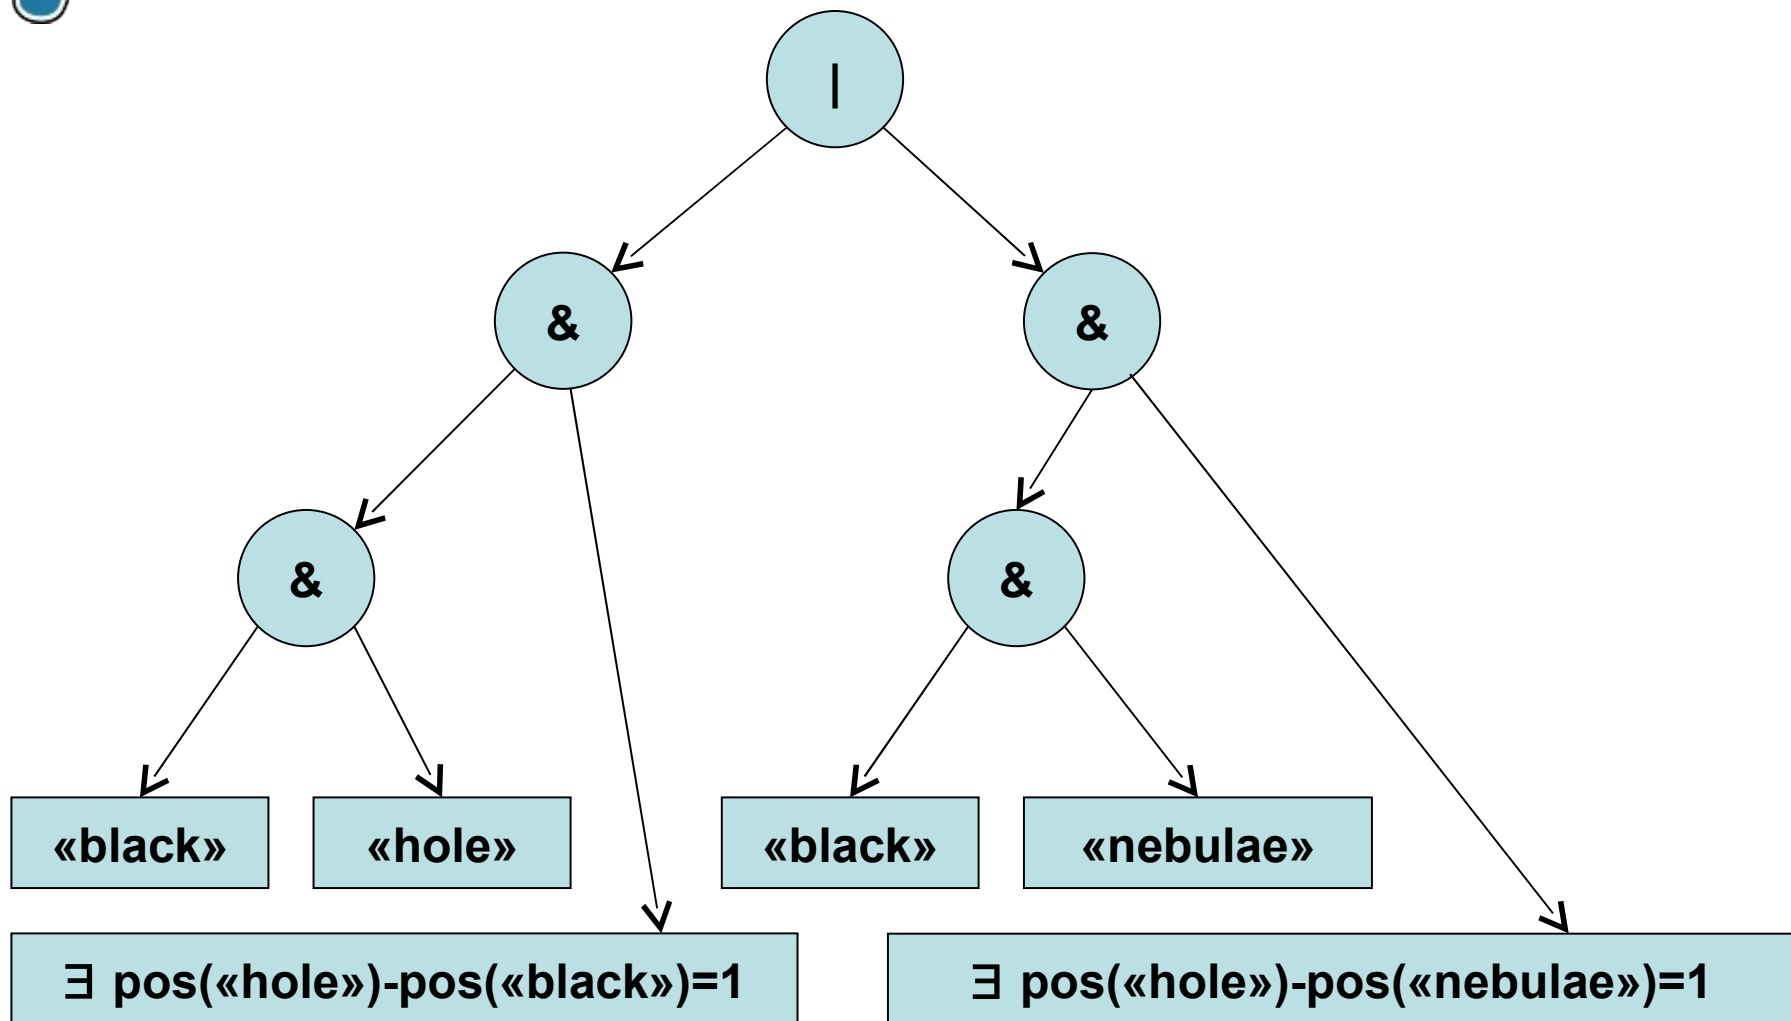 |
& &
& &
«black» «hole» «black» «nebulae»
∃ pos(«hole»)-pos(«black»)=1 ∃ pos(«hole»)-pos(«nebulae»)=1